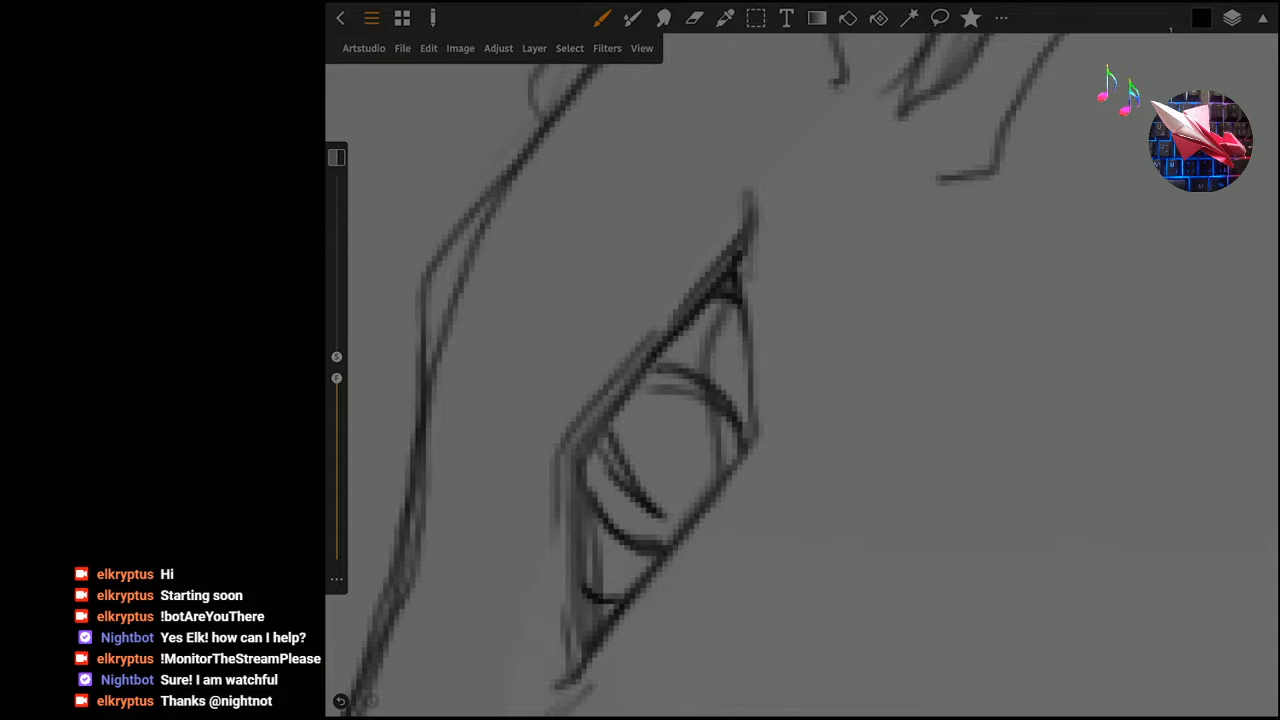 Artstudio File Edit Image Adjust Layer Select Filters View
1
S
F
elkryptus Hi
elkryptus Starting soon
elkryptus !botAreYouThere
Nightbot Yes Elk! how can I help?
elkryptus !MonitorTheStreamPlease
Nightbot Sure! I am watchful
elkryptus Thanks @nightnot